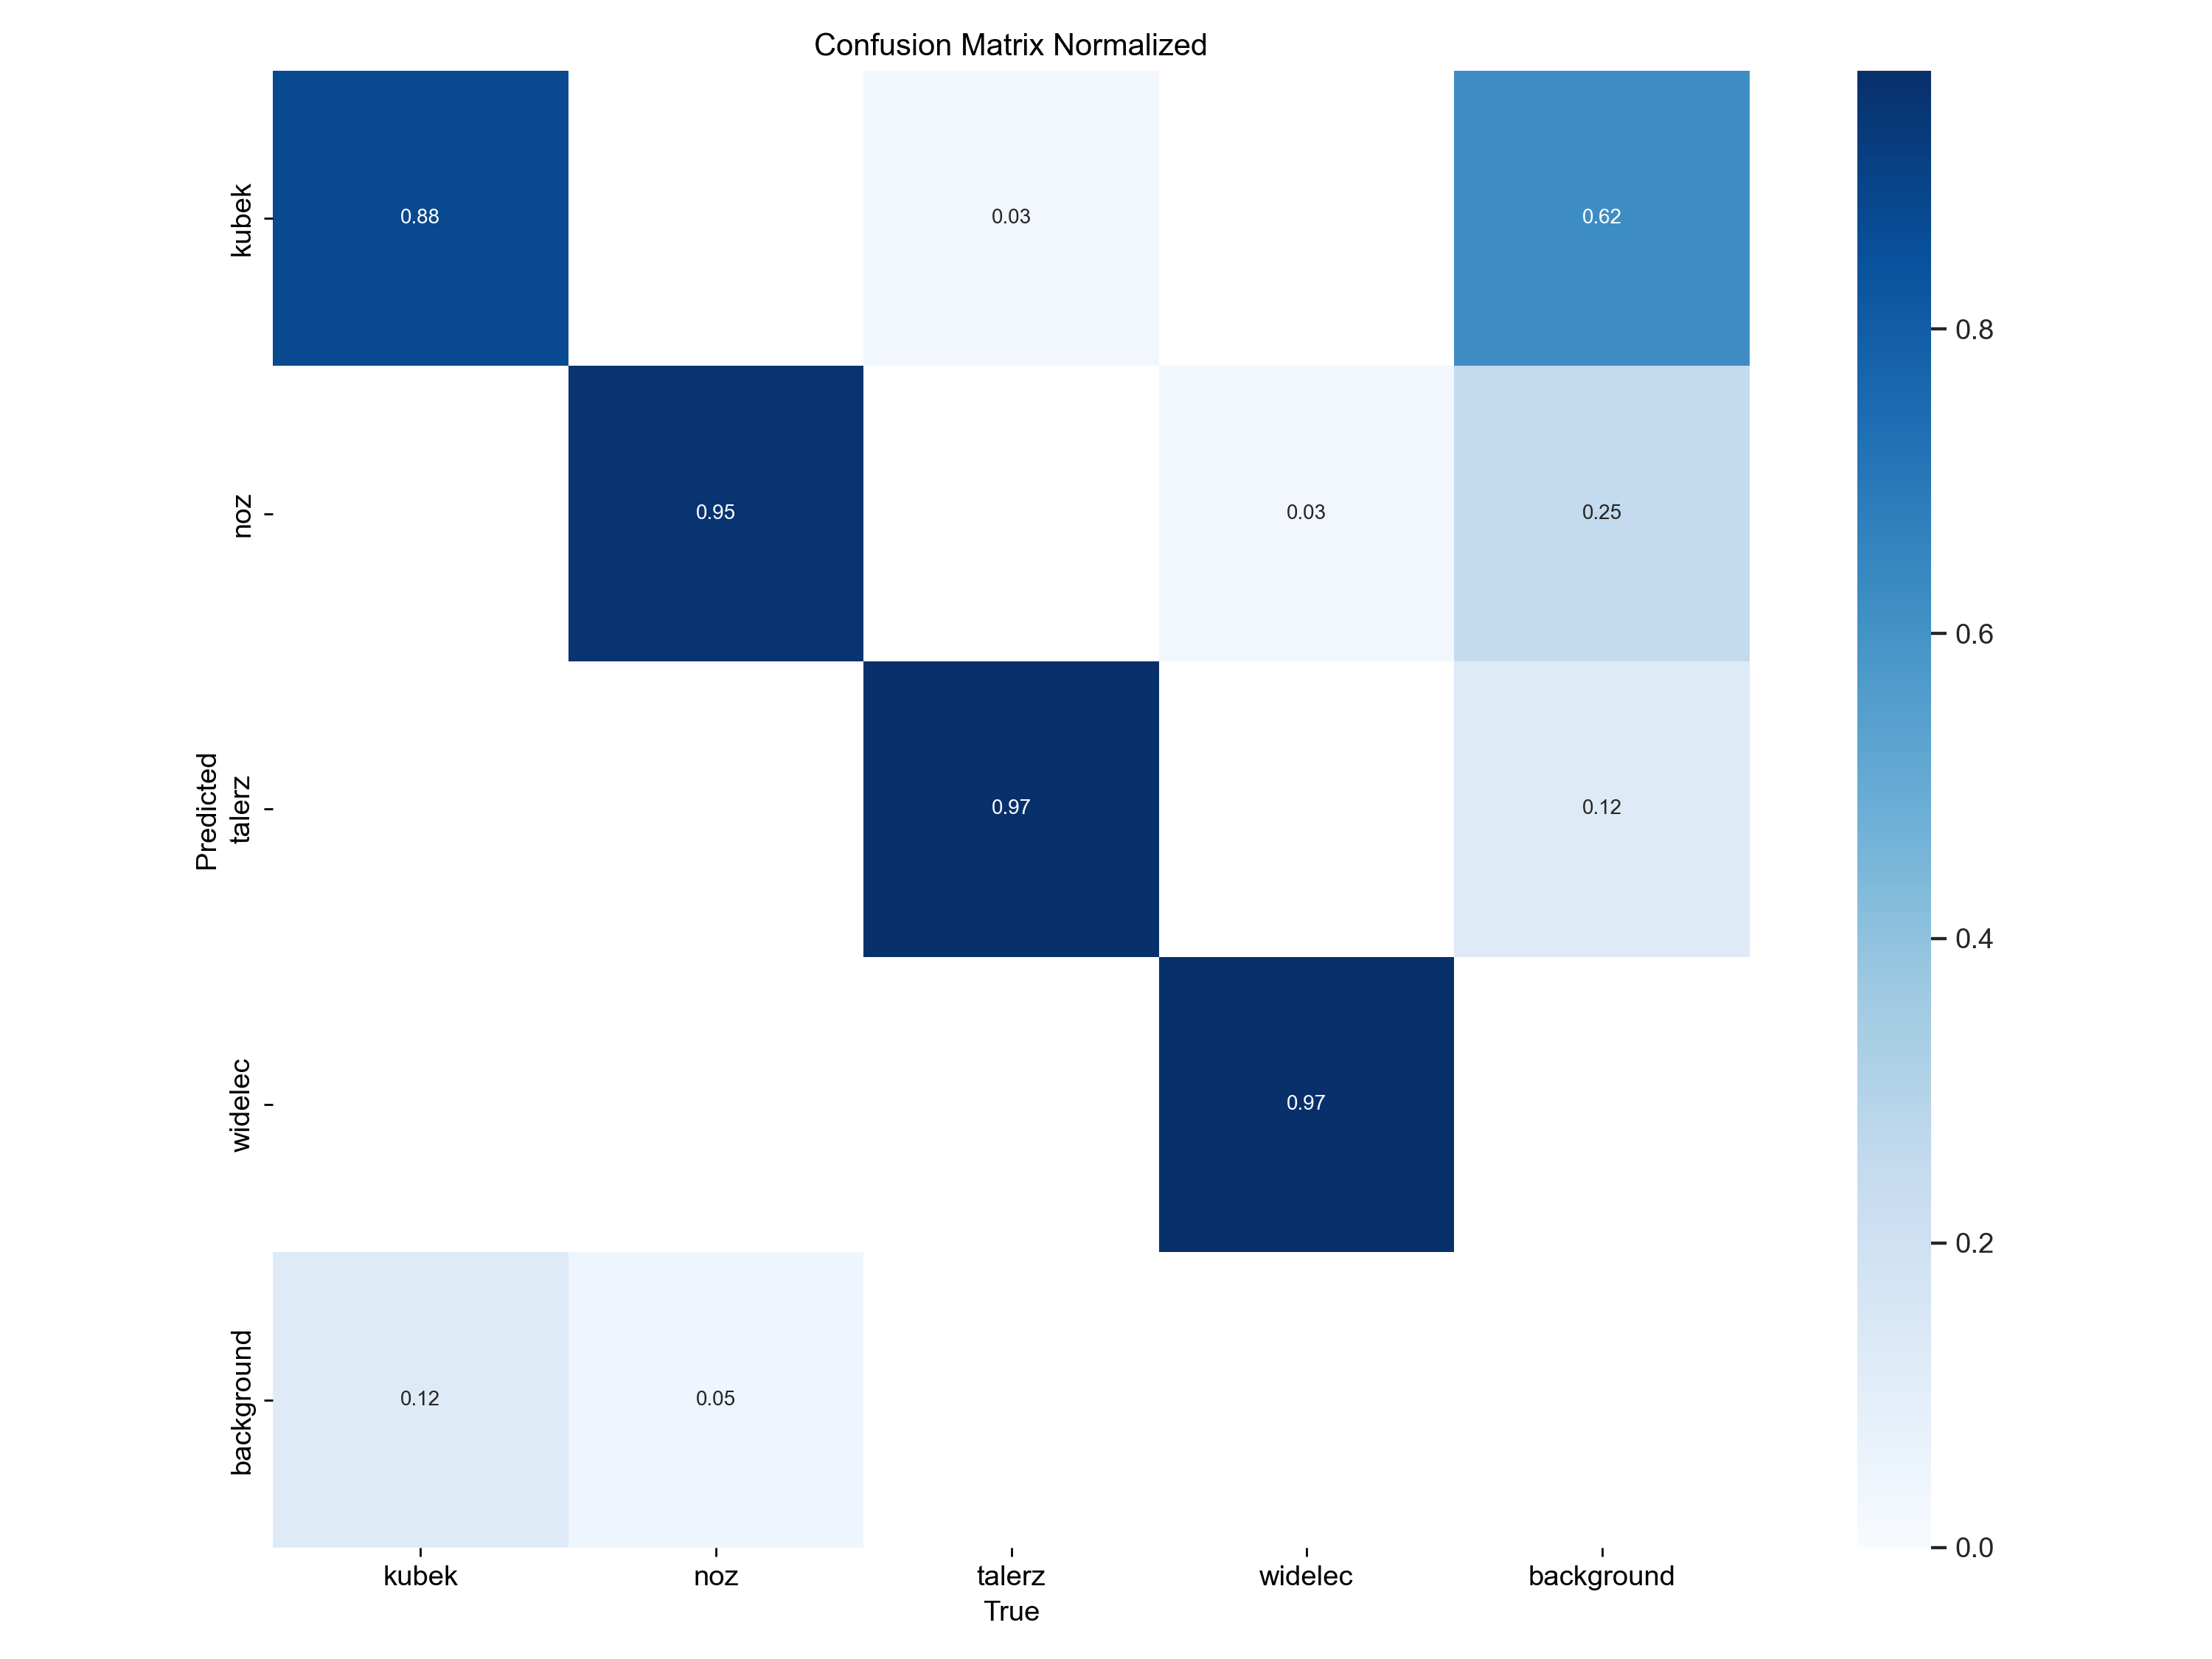 Confusion Matrix Normalized
kubek
0.88
0.03
0.62
0.8
noz
0.95
0.03
0.25
0.6
Predicted
talerz
0.97
0.12
0.4
widelec
0.97
0.2
background
0.12
0.05
0.0
kubek
noz
talerz
widelec
background
True